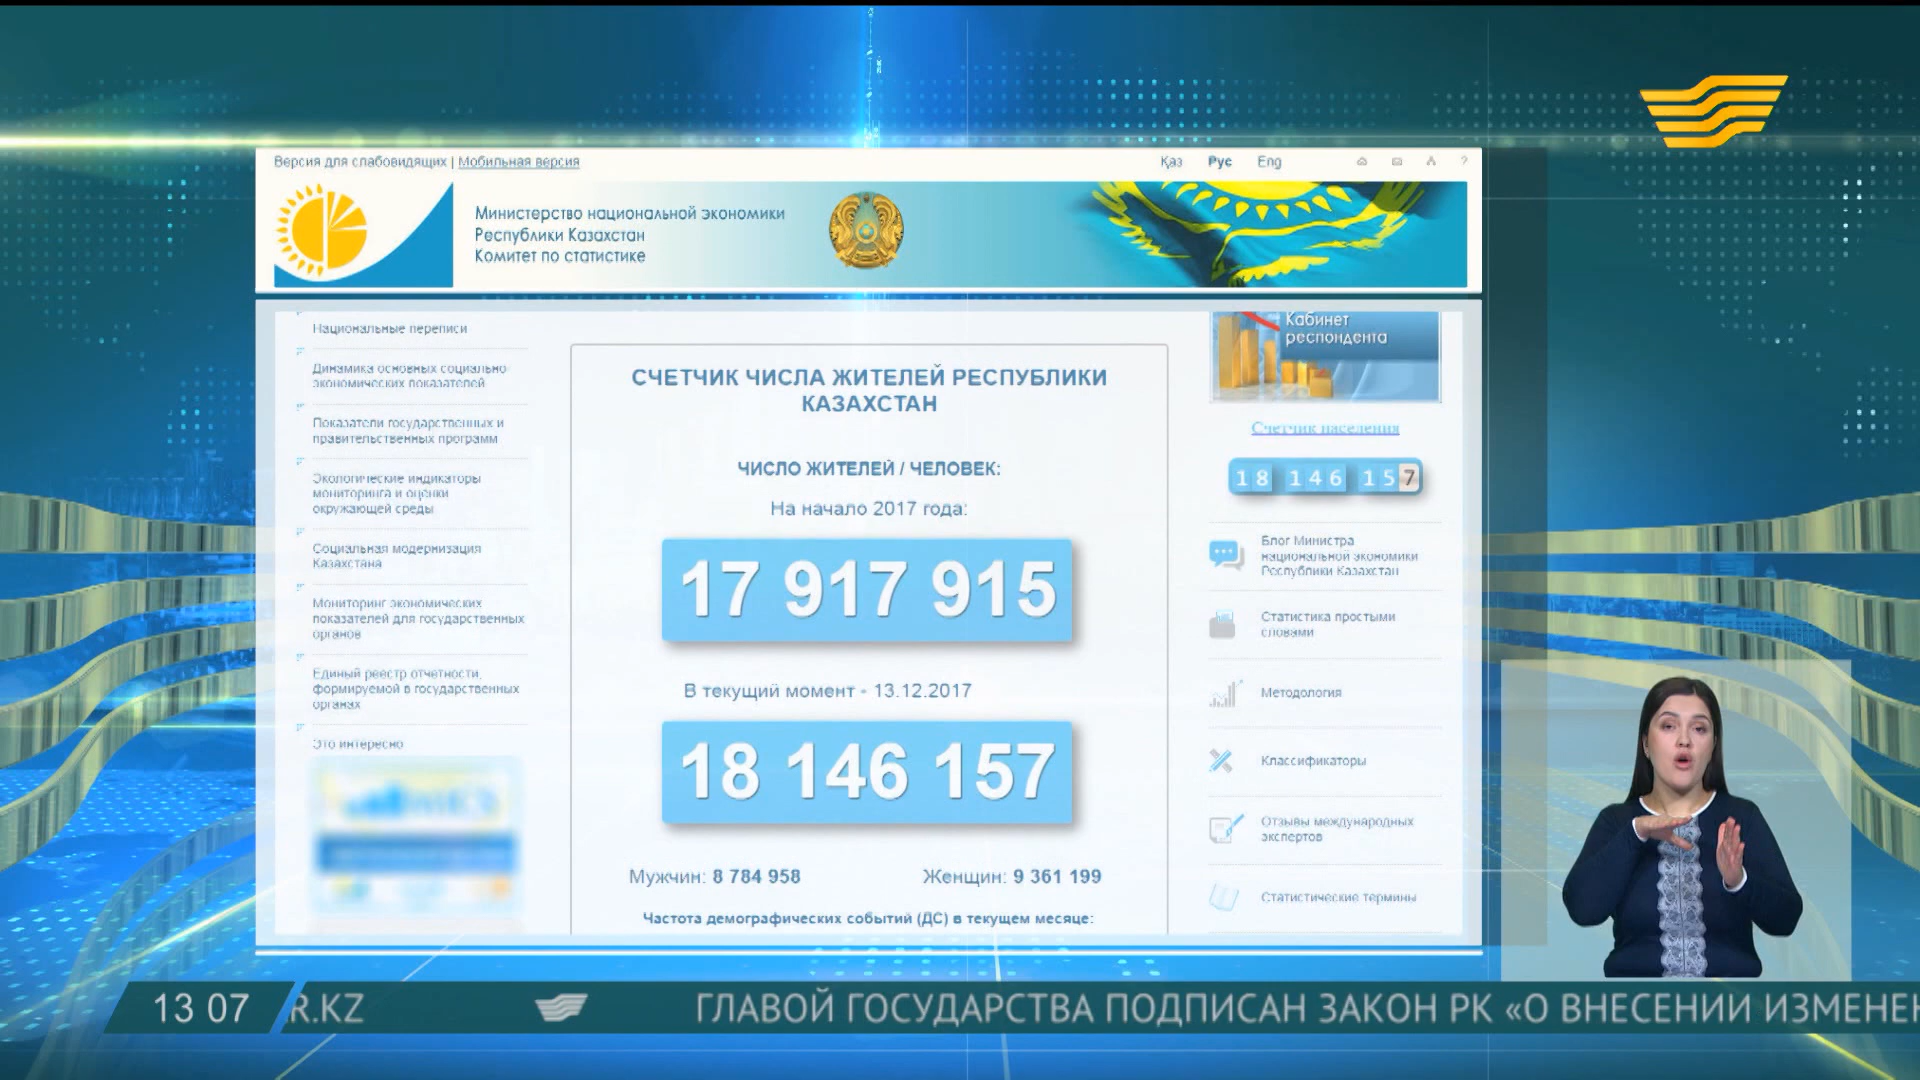 Версия для слабовидящих | Мобильная версия
Қаз Рус Eng ?
Министерство национальной экономики
Республики Казахстан
Комитет по статистике
Национальные переписи
Динамика основных социально
экономических показателей
Показатели государственных и
правительственных программ
Экологические индикаторы
мониторинга и оценки
окружающей среды
Социальная модернизация
Казахстана
Мониторинг экономических
показателей для государственных
органов
Единый реестр отчетности,
формируемой в государственных
органах
Это интересно
СЧЕТЧИК ЧИСЛА ЖИТЕЛЕЙ РЕСПУБЛИКИ
КАЗАХСТАН
ЧИСЛО ЖИТЕЛЕЙ / ЧЕЛОВЕК:
На начало 2017 года:
17 917 915
В текущий момент - 13.12.2017
18 146 157
Мужчин: 8 784 958
Женщин: 9 361 199
Частота демографических событий (ДС) в текущем месяце:
Кабинет
респондента
Счетчик населения
18 146 157
Блог Министра
национальной экономики
Республики Казахстан
Статистика простыми
словами
Методология
Классификаторы
Отзывы международных
экспертов
Статистические термины
13 07
R.KZ
ГЛАВОЙ ГОСУДАРСТВА ПОДПИСАН ЗАКОН РК «О ВНЕСЕНИИ ИЗМЕНЕН